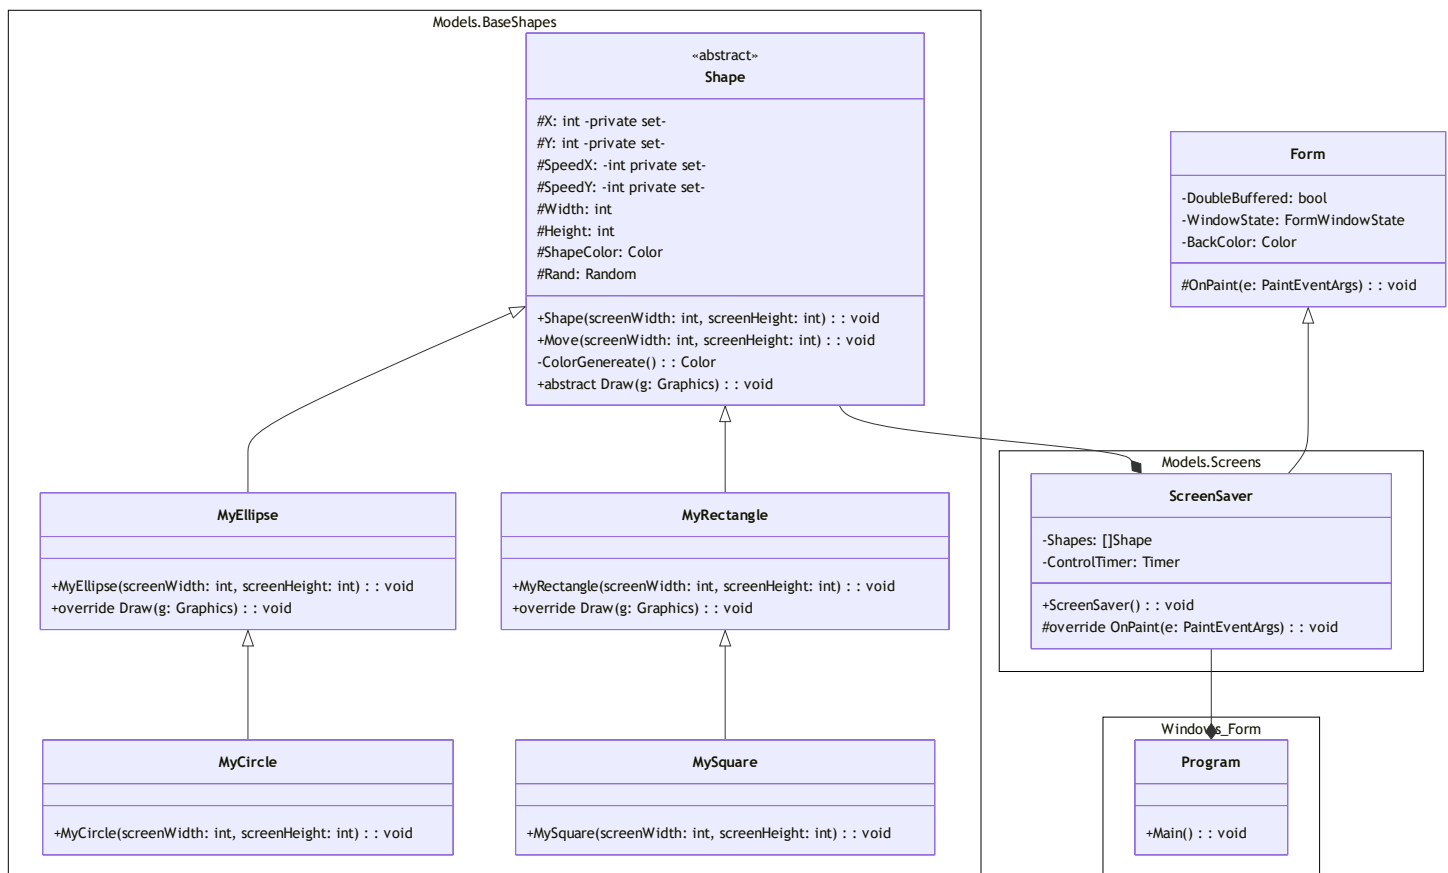 Models.BaseShapes
«abstract»
Shape
#X: int -private set-
#Y: int -private set-
#SpeedX: -int private set-
#SpeedY: -int private set-
#Width: int
#Height: int
#ShapeColor: Color
#Rand: Random
+Shape(screenWidth: int, screenHeight: int) : : void
+Move(screenWidth: int, screenHeight: int) : : void
-ColorGenereate() : : Color
+abstract Draw(g: Graphics) : : void
Form
-DoubleBuffered: bool
-WindowState: FormWindowState
-BackColor: Color
#OnPaint(e: PaintEventArgs) : : void
MyEllipse
+MyEllipse(screenWidth: int, screenHeight: int) : : void
+override Draw(g: Graphics) : : void
MyRectangle
+MyRectangle(screenWidth: int, screenHeight: int) : : void
+override Draw(g: Graphics) : : void
Models.Screens
ScreenSaver
-Shapes: []Shape
-ControlTimer: Timer
+ScreenSaver() : : void
#override OnPaint(e: PaintEventArgs) : : void
MyCircle
+MyCircle(screenWidth: int, screenHeight: int) : : void
MySquare
+MySquare(screenWidth: int, screenHeight: int) : : void
Windows_Form
Program
+Main() : : void